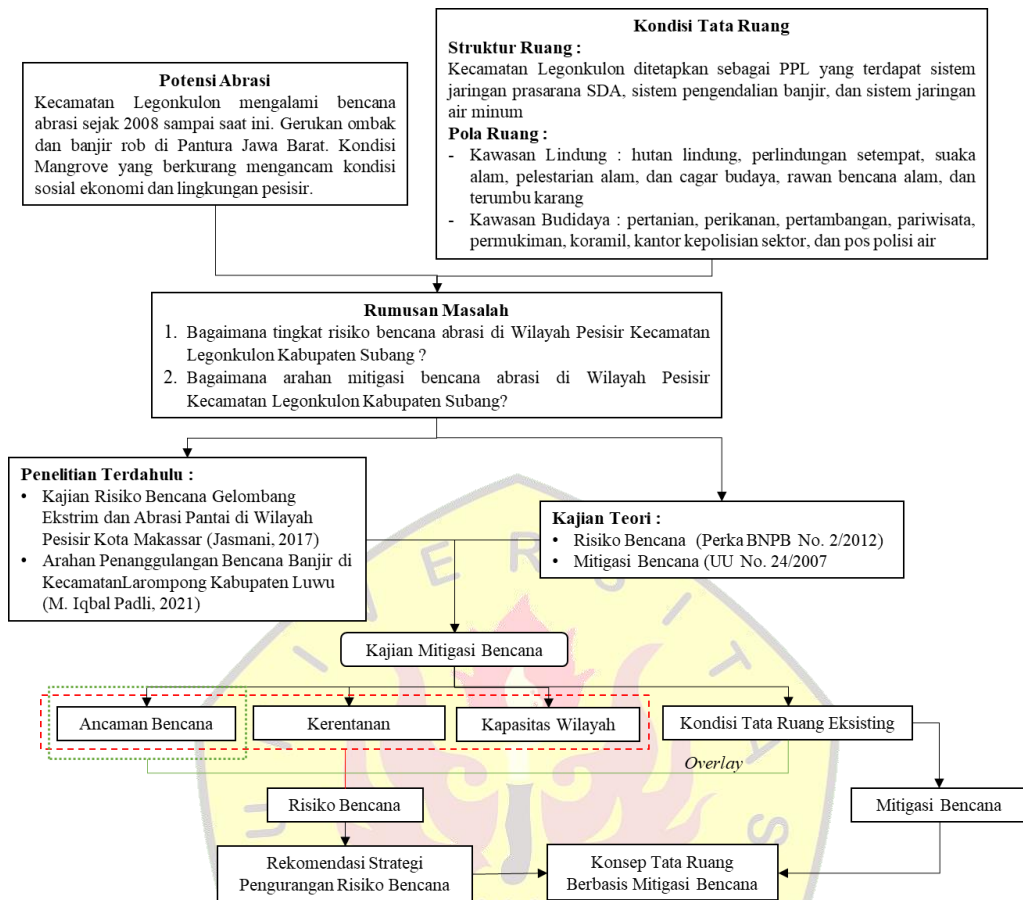 Potensi Abrasi
Kecamatan Legonkulon mengalami bencana
abrasi sejak 2008 sampai saat ini. Gerukan ombak
dan banjir rob di Pantura Jawa Barat. Kondisi
Mangrove yang berkurang mengancam kondisi
sosial ekonomi dan lingkungan pesisir.
Kondisi Tata Ruang
Struktur Ruang :
Kecamatan Legonkulon ditetapkan sebagai PPL yang terdapat sistem
jaringan prasarana SDA, sistem pengendalian banjir, dan sistem jaringan
air minum
Pola Ruang :
- Kawasan Lindung : hutan lindung, perlindungan setempat, suaka
alam, pelestarian alam, dan cagar budaya, rawan bencana alam, dan
terumbu karang
- Kawasan Budidaya : pertanian, perikanan, pertambangan, pariwisata,
permukiman, koramil, kantor kepolisian sektor, dan pos polisi air
Rumusan Masalah
1. Bagaimana tingkat risiko bencana abrasi di Wilayah Pesisir Kecamatan
Legonkulon Kabupaten Subang ?
2. Bagaimana arahan mitigasi bencana abrasi di Wilayah Pesisir
Kecamatan Legonkulon Kabupaten Subang?
Penelitian Terdahulu :
• Kajian Risiko Bencana Gelombang
Ekstrim dan Abrasi Pantai di Wilayah
Pesisir Kota Makassar (Jasmani, 2017)
• Arahan Penanggulangan Bencana Banjir di
KecamatanLarompong Kabupaten Luwu
(M. Iqbal Padli, 2021)
Kajian Teori :
• Risiko Bencana (Perka BNPB No. 2/2012)
• Mitigasi Bencana (UU No. 24/2007
Kajian Mitigasi Bencana
Ancaman Bencana
Kerentanan
Kapasitas Wilayah
Kondisi Tata Ruang Eksisting
Overlay
Risiko Bencana
Mitigasi Bencana
Rekomendasi Strategi
Pengurangan Risiko Bencana
Konsep Tata Ruang
Berbasis Mitigasi Bencana
UNIVERSITAS